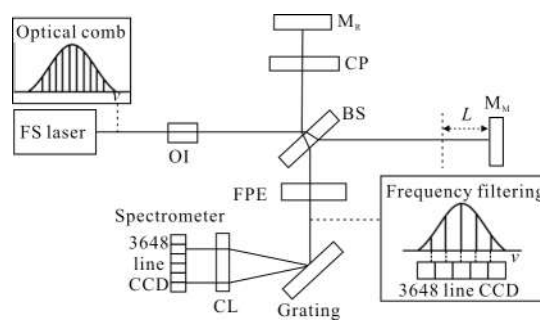 Optical comb
ν
FS laser
OI
M_R
CP
BS
L
M_M
FPE
Frequency filtering
ν
3648 line CCD
Spectrometer
3648
line
CCD
CL
Grating